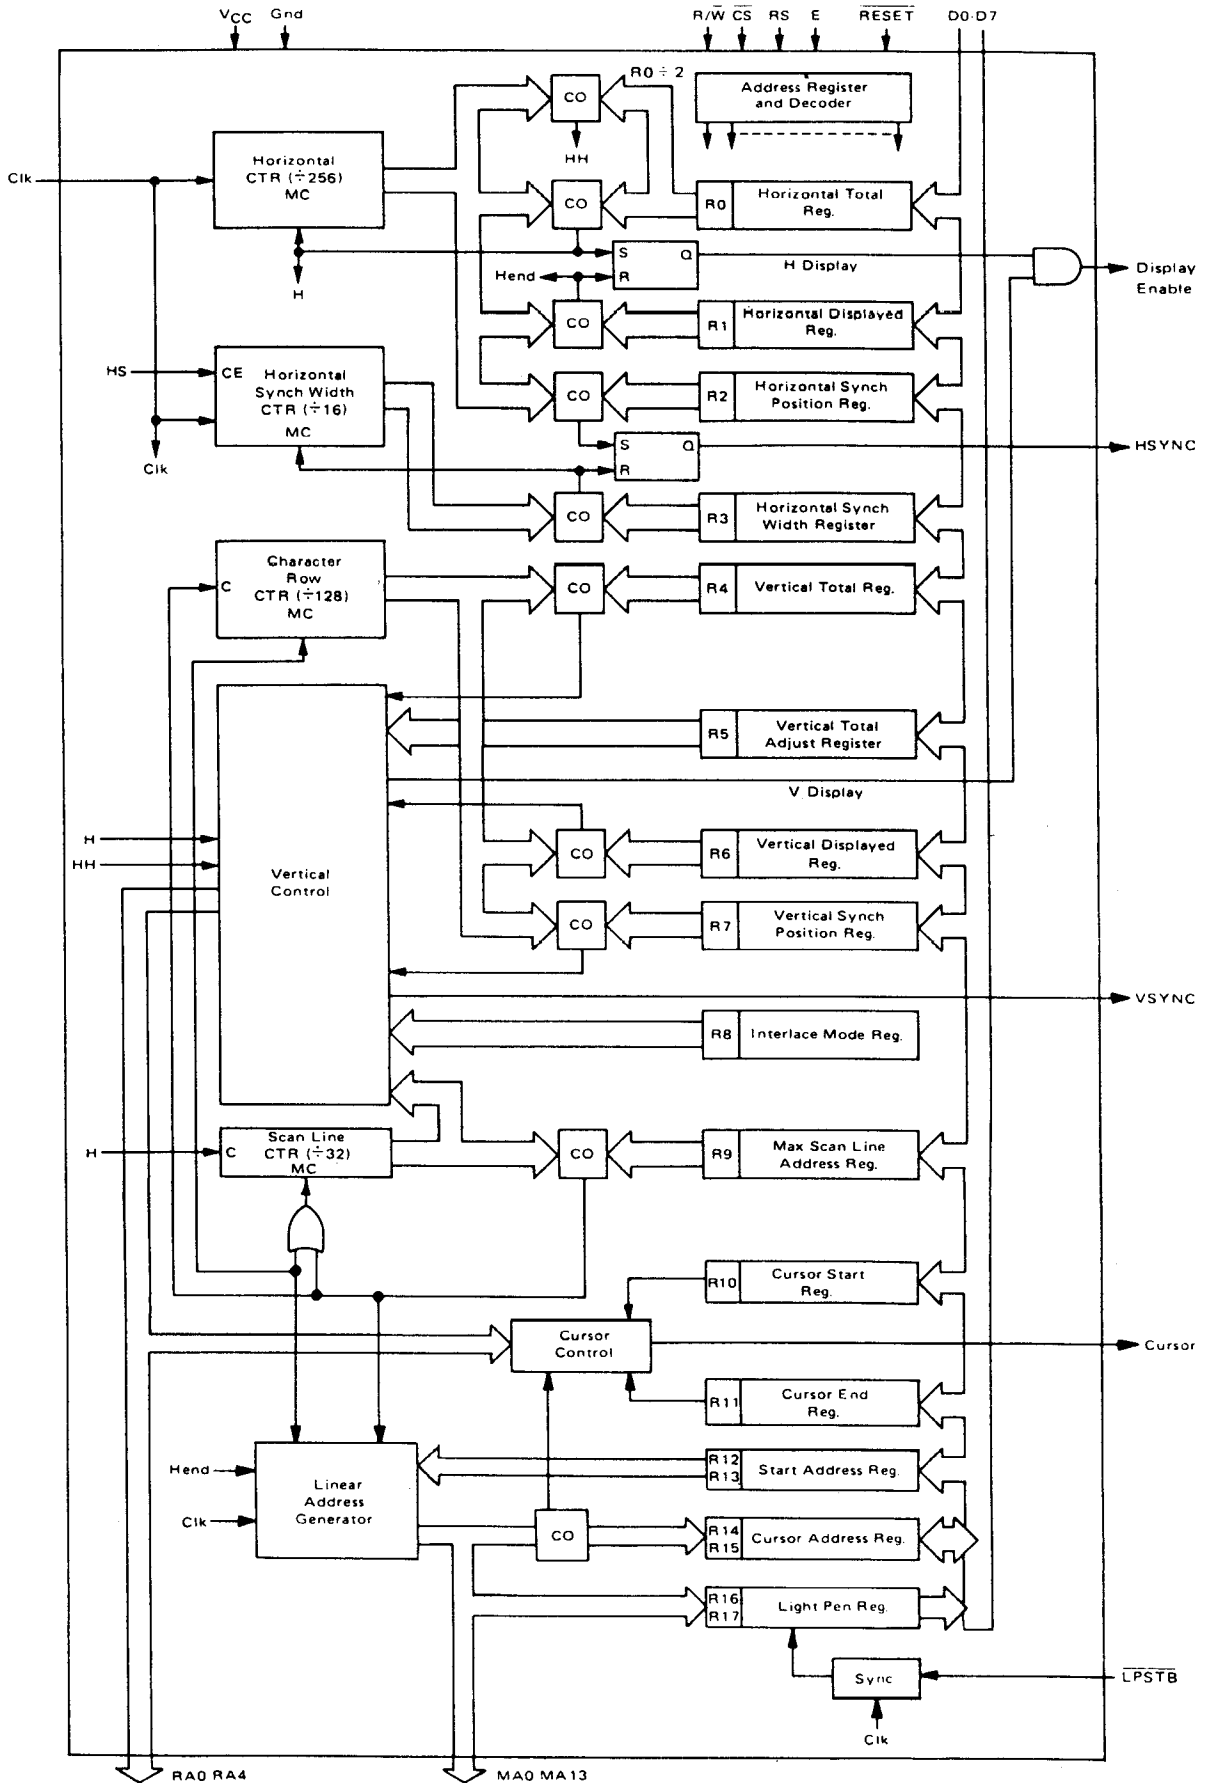 VCC Gnd R/W CS RS E RESET D0-D7
R0 ÷ 2
CO
Address Register
and Decoder
HH
Clk
Horizontal
CTR (÷256)
MC
CO
R0 Horizontal Total
Reg.
H
S Q
R
H Display
Hend
Display
Enable
CO
R1 Horizontal Displayed
Reg.
HS
CE Horizontal
Synch Width
CTR (÷16)
MC
CO
R2 Horizontal Synch
Position Reg.
Clk
S Q
R
HSYNC
CO
R3 Horizontal Synch
Width Register
Character
Row
C CTR (÷128)
MC
CO
R4 Vertical Total Reg.
R5 Vertical Total
Adjust Register
V Display
H
HH
Vertical
Control
CO
R6 Vertical Displayed
Reg.
CO
R7 Vertical Synch
Position Reg.
VSYNC
R8 Interlace Mode Reg.
H
Scan Line
C CTR (÷32)
MC
CO
R9 Max Scan Line
Address Reg.
R10 Cursor Start
Reg.
Cursor
Control
Cursor
R11 Cursor End
Reg.
Hend
Clk
Linear
Address
Generator
R12
R13 Start Address Reg.
CO
R14
R15 Cursor Address Reg.
R16
R17 Light Pen Reg.
Sync
LPSTB
Clk
RA0 RA4 MA0 MA13